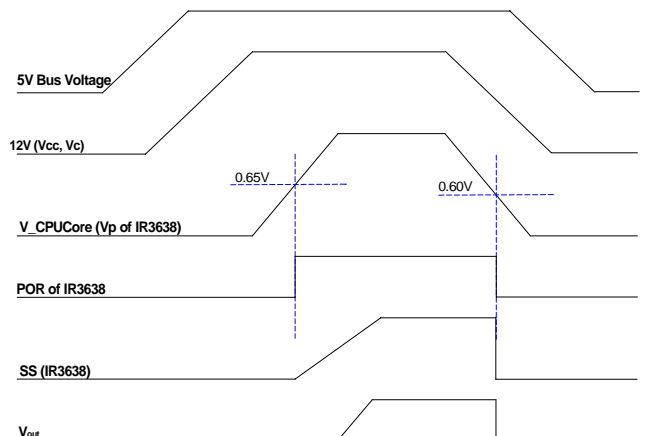 5V Bus Voltage
12V (Vcc, Vc)
0.65V
0.60V
V_CPUCore (Vp of IR3638)
POR of IR3638
SS (IR3638)
Vout